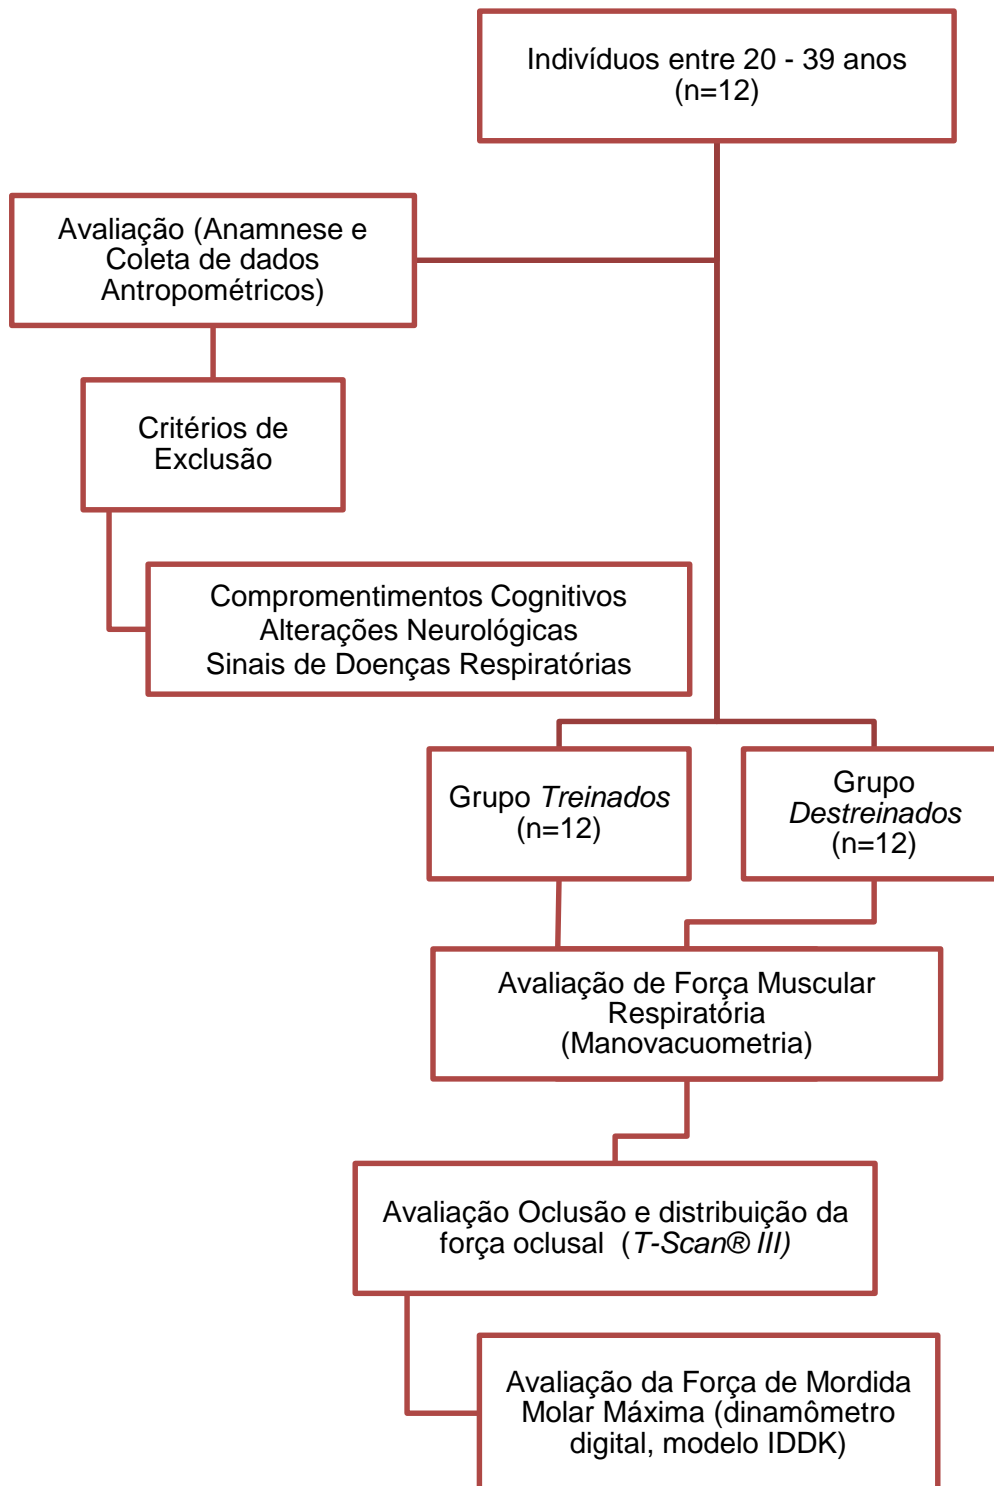 Indivíduos entre 20 - 39 anos
(n=12)
Avaliação (Anamnese e
Coleta de dados
Antropométricos)
Critérios de
Exclusão
Compromentimentos Cognitivos
Alterações Neurológicas
Sinais de Doenças Respiratórias
Grupo Treinados
(n=12)
Grupo
Destreinados
(n=12)
Avaliação de Força Muscular
Respiratória
(Manovacuometria)
Avaliação Oclusão e distribuição da
força oclusal (T-Scan® III)
Avaliação da Força de Mordida
Molar Máxima (dinamômetro
digital, modelo IDDK)